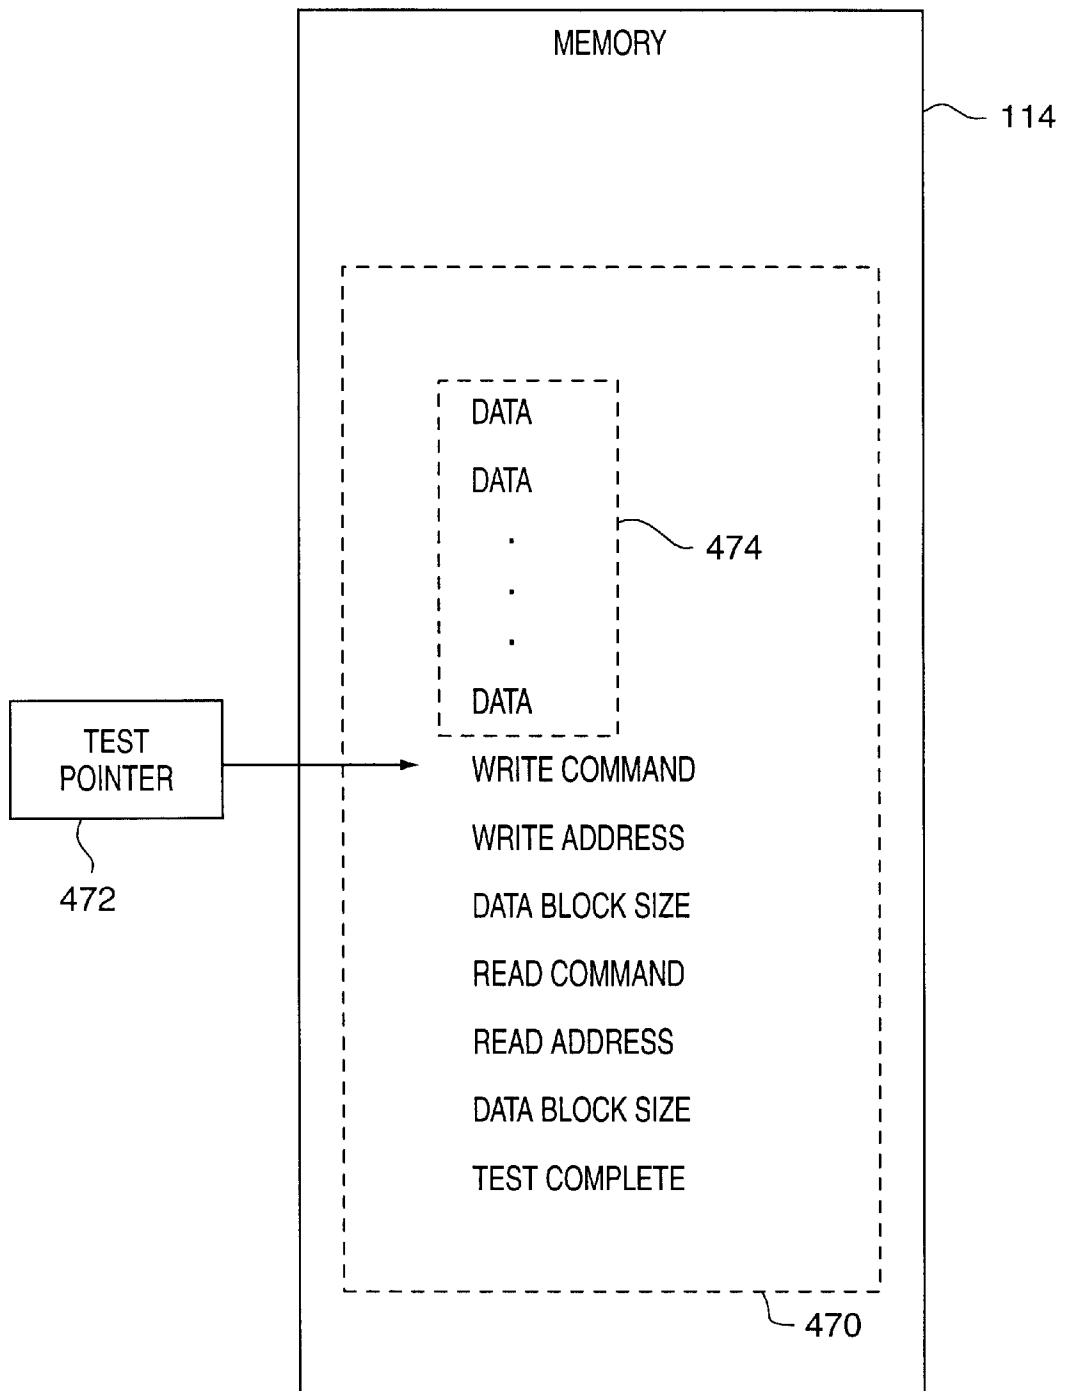 MEMORY
114
DATA
DATA
.
474
.
.
DATA
TEST
POINTER
WRITE COMMAND
WRITE ADDRESS
472
DATA BLOCK SIZE
READ COMMAND
READ ADDRESS
DATA BLOCK SIZE
TEST COMPLETE
470